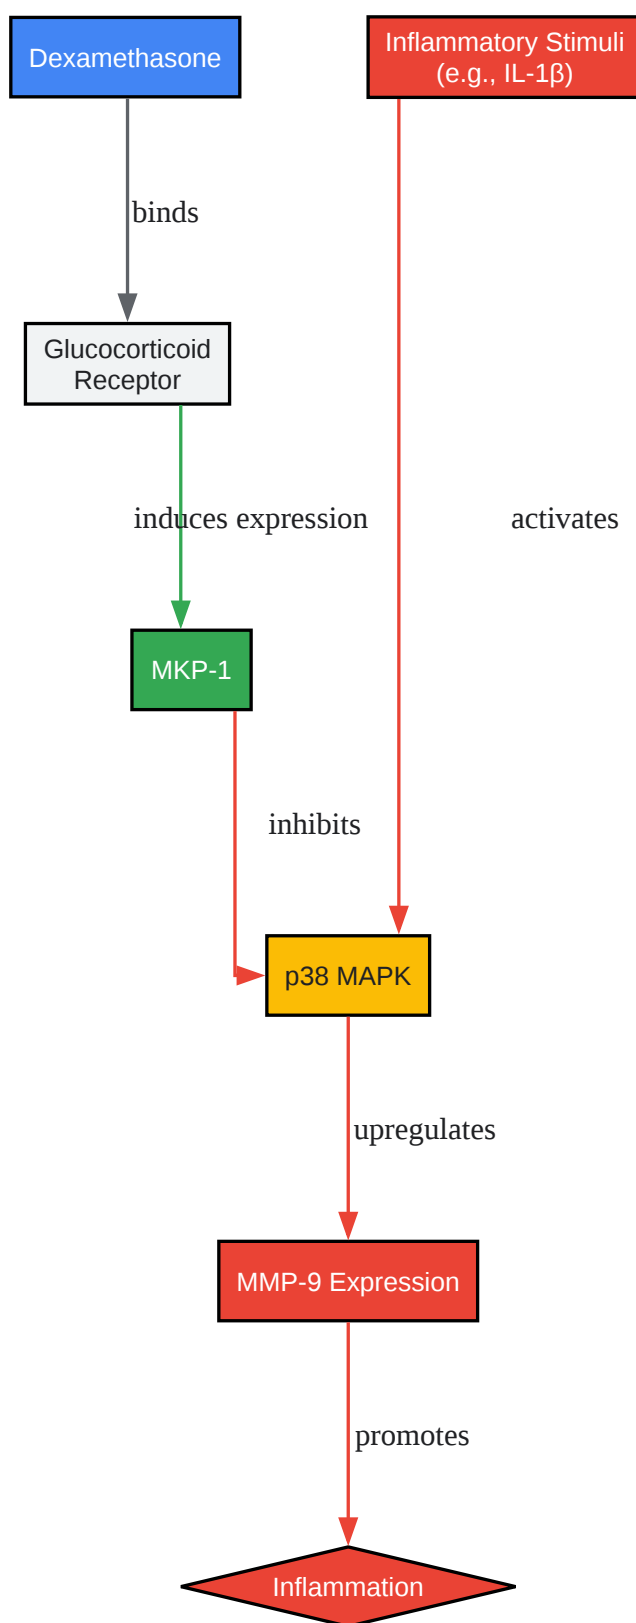 Dexamethasone
Inflammatory Stimuli
(e.g., IL-1β)
binds
Glucocorticoid
Receptor
induces expression
activates
MKP-1
inhibits
p38 MAPK
upregulates
MMP-9 Expression
promotes
Inflammation